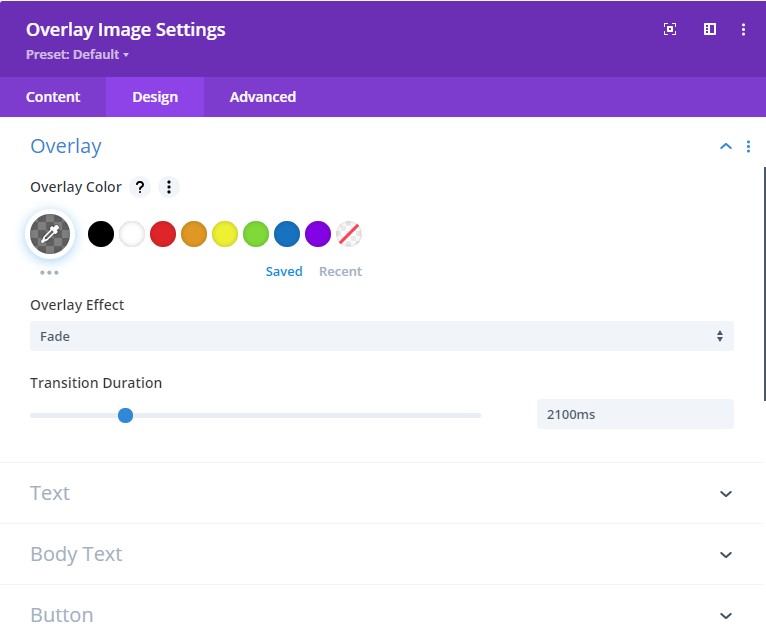 Overlay Image Settings
Preset: Default
Content Design Advanced
Overlay
Overlay Color ?
Saved Recent
Overlay Effect
Fade
Transition Duration
2100ms
Text
Body Text
Button